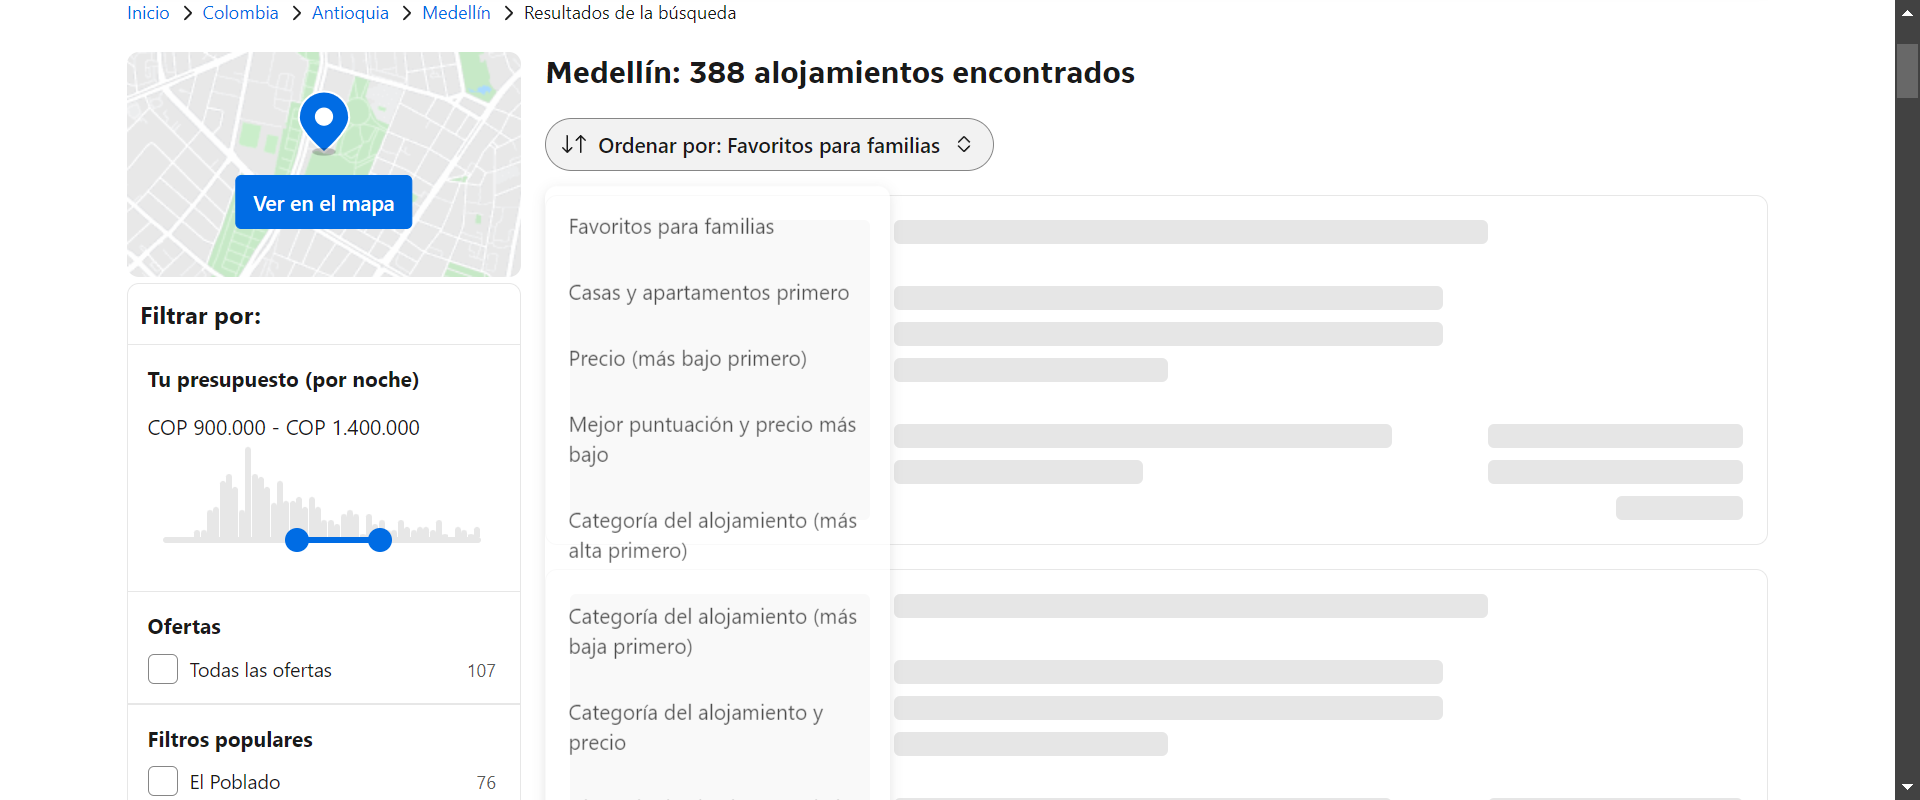 Inicio > Colombia > Antioquia > Medellín > Resultados de la búsqueda
Ver en el mapa
Filtrar por:
Tu presupuesto (por noche)
COP 900.000 - COP 1.400.000
Ofertas
Todas las ofertas 107
Filtros populares
El Poblado 76
Medellín: 388 alojamientos encontrados
Ordenar por: Favoritos para familias
Favoritos para familias
Casas y apartamentos primero
Precio (más bajo primero)
Mejor puntuación y precio más
bajo
Categoría del alojamiento (más
alta primero)
Categoría del alojamiento (más
baja primero)
Categoría del alojamiento y
precio